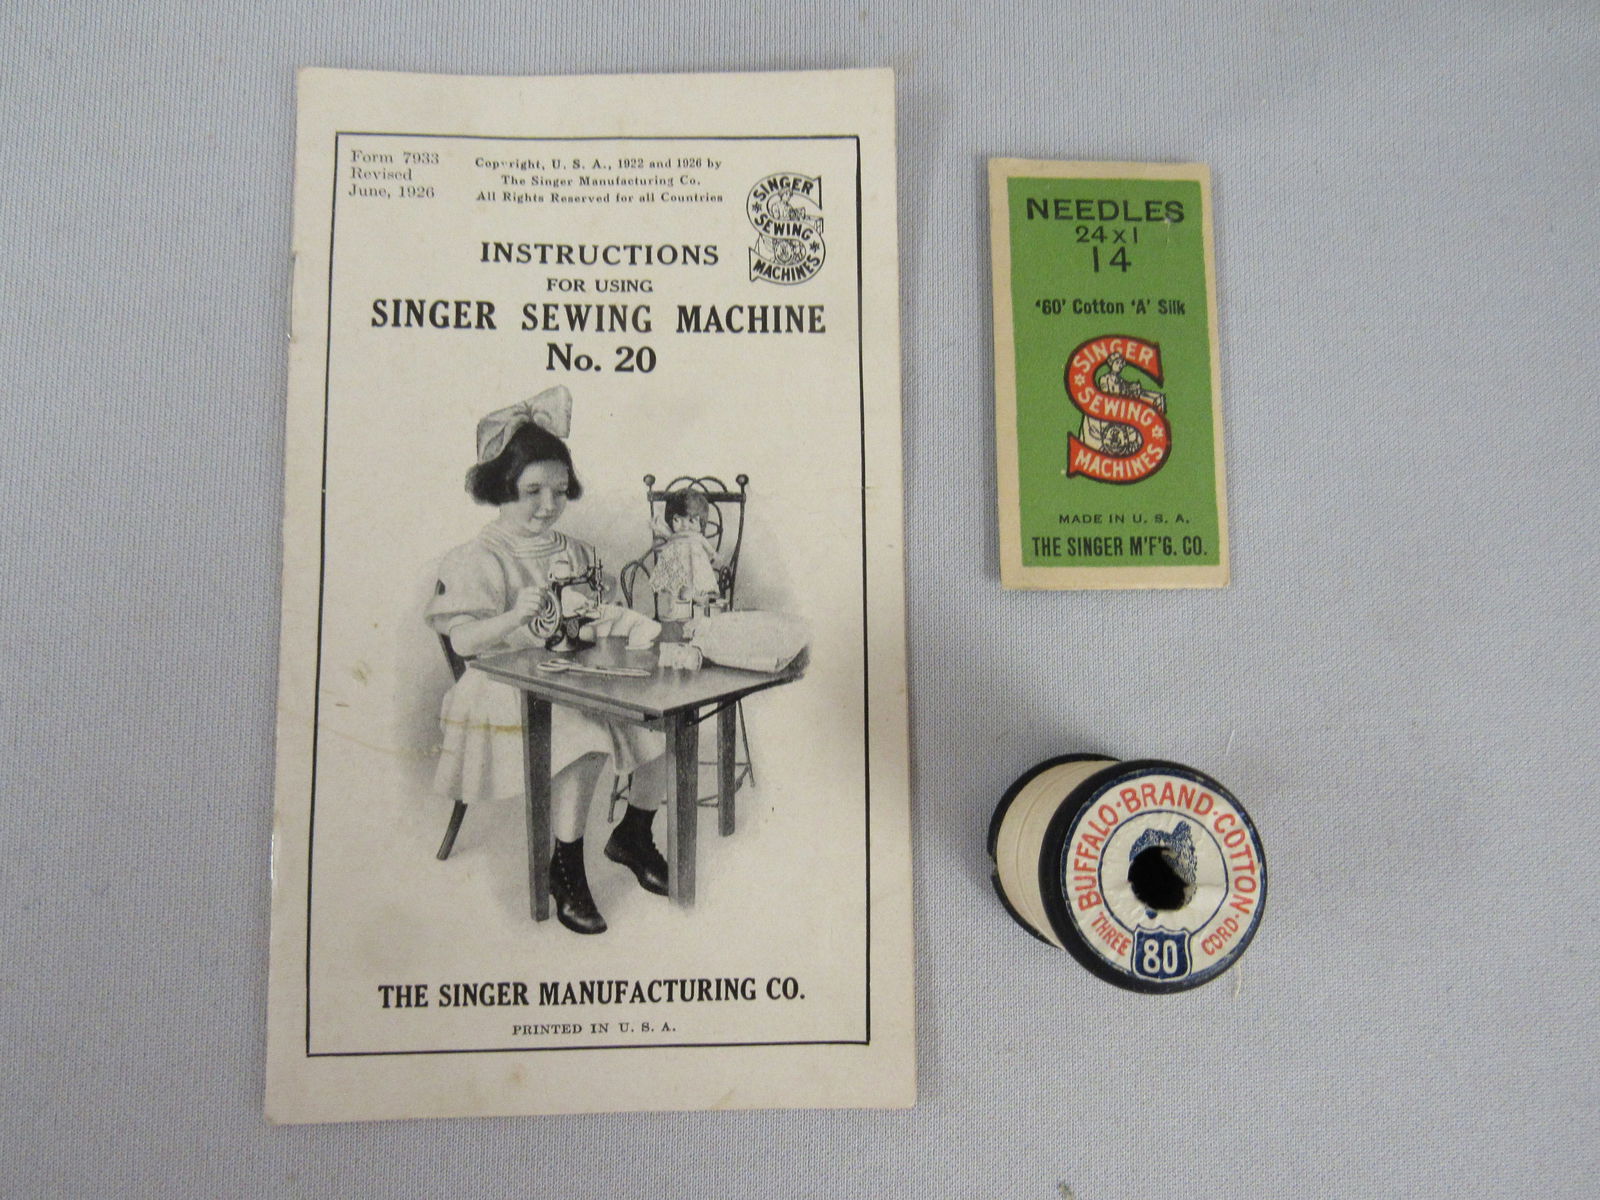 Form 7933
Revised
June, 1926
Copyright, U. S. A., 1922 and 1926 by
The Singer Manufacturing Co.
All Rights Reserved for all Countries
SINGER
SEWING
MACHINES
INSTRUCTIONS
FOR USING
SINGER SEWING MACHINE
No. 20
THE SINGER MANUFACTURING CO.
PRINTED IN U. S. A.
NEEDLES
24 x 1
14
'60' Cotton 'A' Silk
SINGER
SEWING
MACHINES
MADE IN U. S. A.
THE SINGER M'F'G. CO.
BUFFALO·BRAND·COTTON
THREE CORD
80